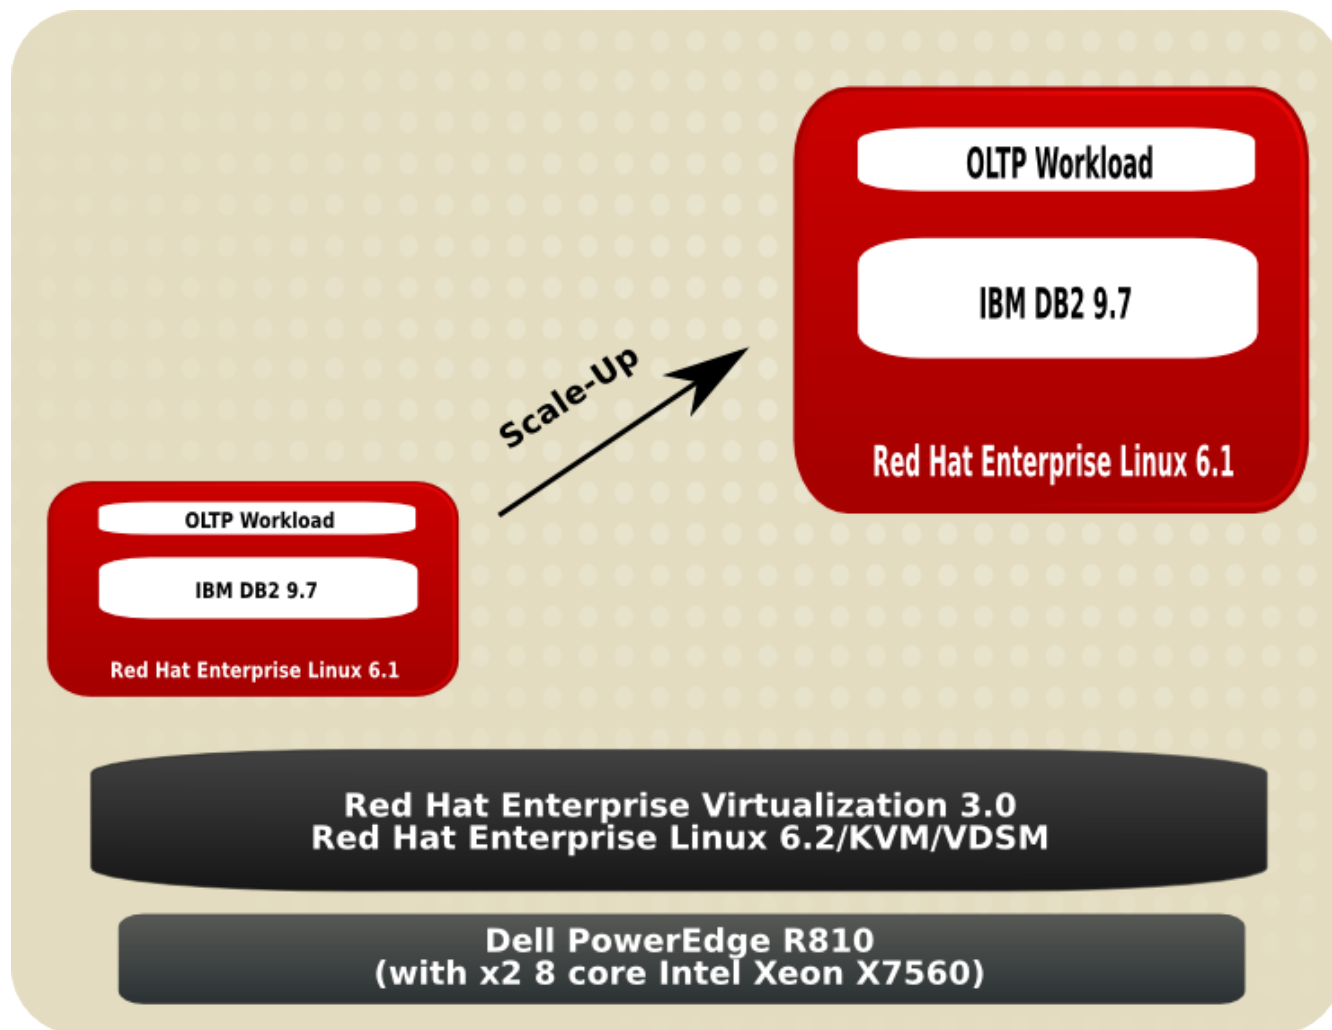 OLTP Workload
IBM DB2 9.7
Red Hat Enterprise Linux 6.1
Scale-Up
OLTP Workload
IBM DB2 9.7
Red Hat Enterprise Linux 6.1
Red Hat Enterprise Virtualization 3.0
Red Hat Enterprise Linux 6.2/KVM/VDSM
Dell PowerEdge R810
(with x2 8 core Intel Xeon X7560)